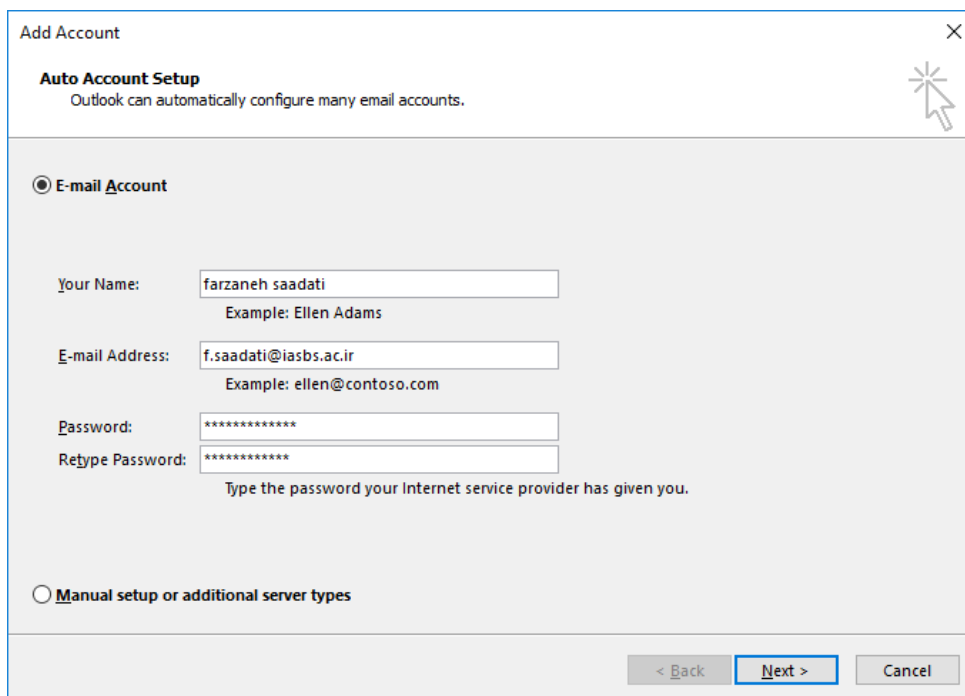 Add Account
Auto Account Setup
Outlook can automatically configure many email accounts.
E-mail Account
Your Name:
farzaneh saadati
Example: Ellen Adams
E-mail Address:
f.saadati@iasbs.ac.ir
Example: ellen@contoso.com
Password:
*************
Retype Password:
************
Type the password your Internet service provider has given you.
Manual setup or additional server types
< Back
Next >
Cancel